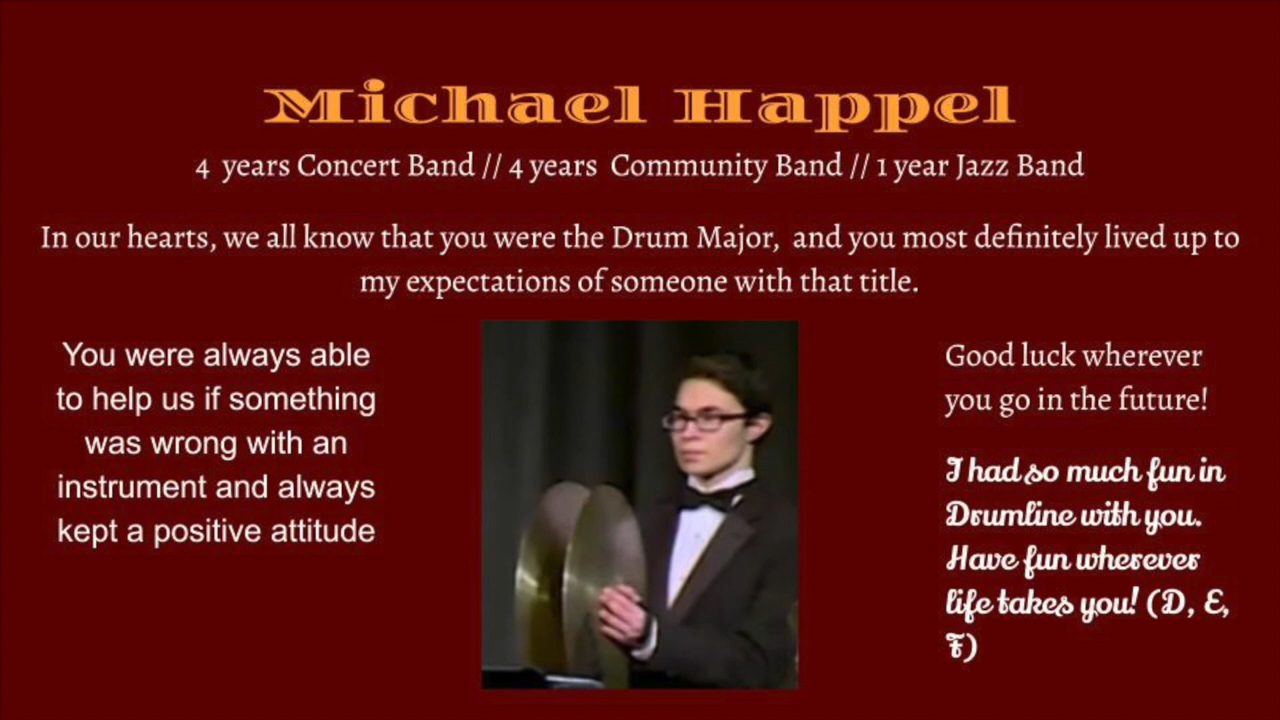 Michael Happel
4 years Concert Band // 4 years Community Band // 1 year Jazz Band
In our hearts, we all know that you were the Drum Major, and you most definitely lived up to
my expectations of someone with that title.
You were always able
to help us if something
was wrong with an
instrument and always
kept a positive attitude
Good luck wherever
you go in the future!
I had so much fun in
Drumline with you.
Have fun wherever
life takes you! (D, E,
F)